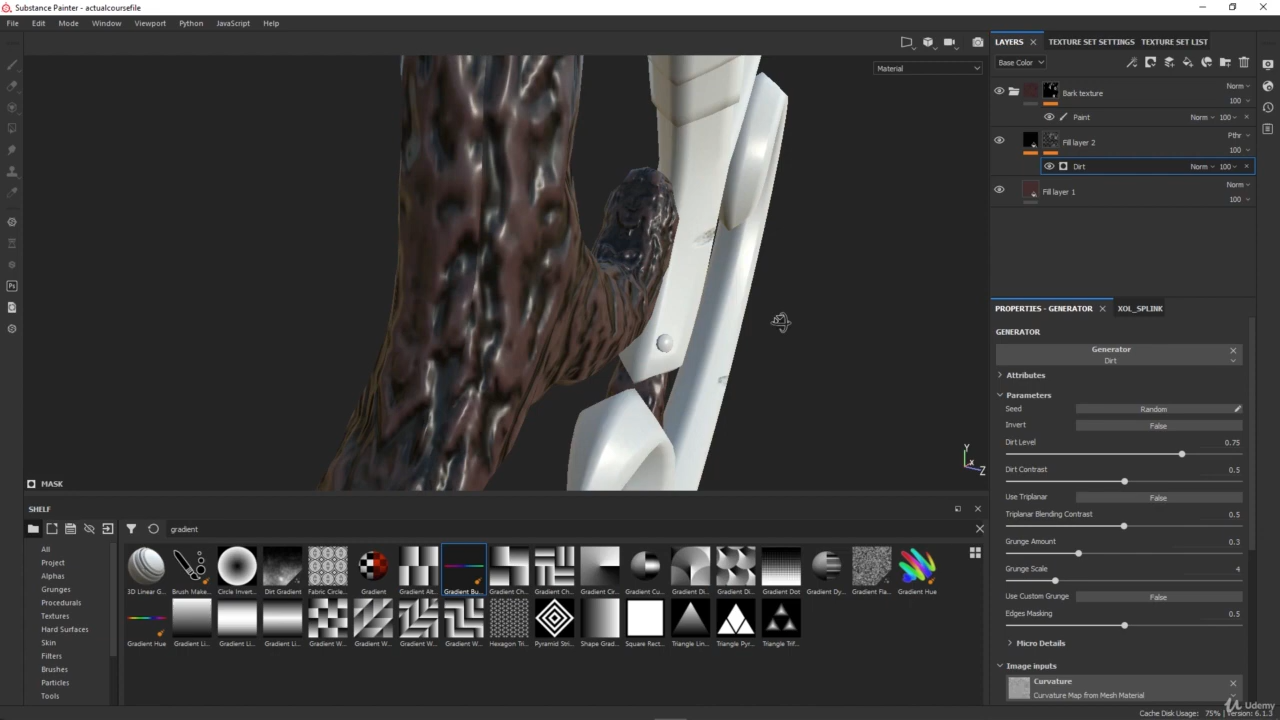 Substance Painter - actualcoursefile
File Edit Mode Window Viewport Python JavaScript Help
LAYERS TEXTURE SET SETTINGS TEXTURE SET LIST
Base Color
Material
Bark texture Norm
100
Paint Norm 100
Fill layer 2 Pthr
100
Dirt Norm 100
Fill layer 1 Norm
100
PROPERTIES - GENERATOR XOL_SPLINK
GENERATOR
Generator
Dirt
Attributes
Parameters
Seed Random
Invert False
Dirt Level 0.75
Dirt Contrast 0.5
Use Triplanar False
Triplanar Blending Contrast 0.5
Grunge Amount 0.3
Grunge Scale 4
Use Custom Grunge False
Edges Masking 0.5
Micro Details
Image inputs
Curvature
Curvature Map from Mesh Material
Y
X
Z
MASK
SHELF
gradient
All
Project
Alphas
Grunges
Procedurals
Textures
Hard Surfaces
Skin
Filters
Brushes
Particles
Tools
Ps
3D Linear G... Brush Make... Circle Invert... Dirt Gradient Fabric Circle... Gradient Gradient Alt... Gradient Bu... Gradient Ch... Gradient Ch... Gradient Cir... Gradient Cu... Gradient Di... Gradient Di... Gradient Dot Gradient Dy... Gradient Fla... Gradient Hue
Gradient Hue Gradient Li... Gradient Li... Gradient Li... Gradient W... Gradient W... Gradient W... Gradient W... Hexagon Tri... Pyramid Stri... Shape Grad... Square Rect... Triangle Lin... Triangle Pyr... Triangle Trif...
Udemy
Cache Disk Usage: 75% | Version: 6.1.3